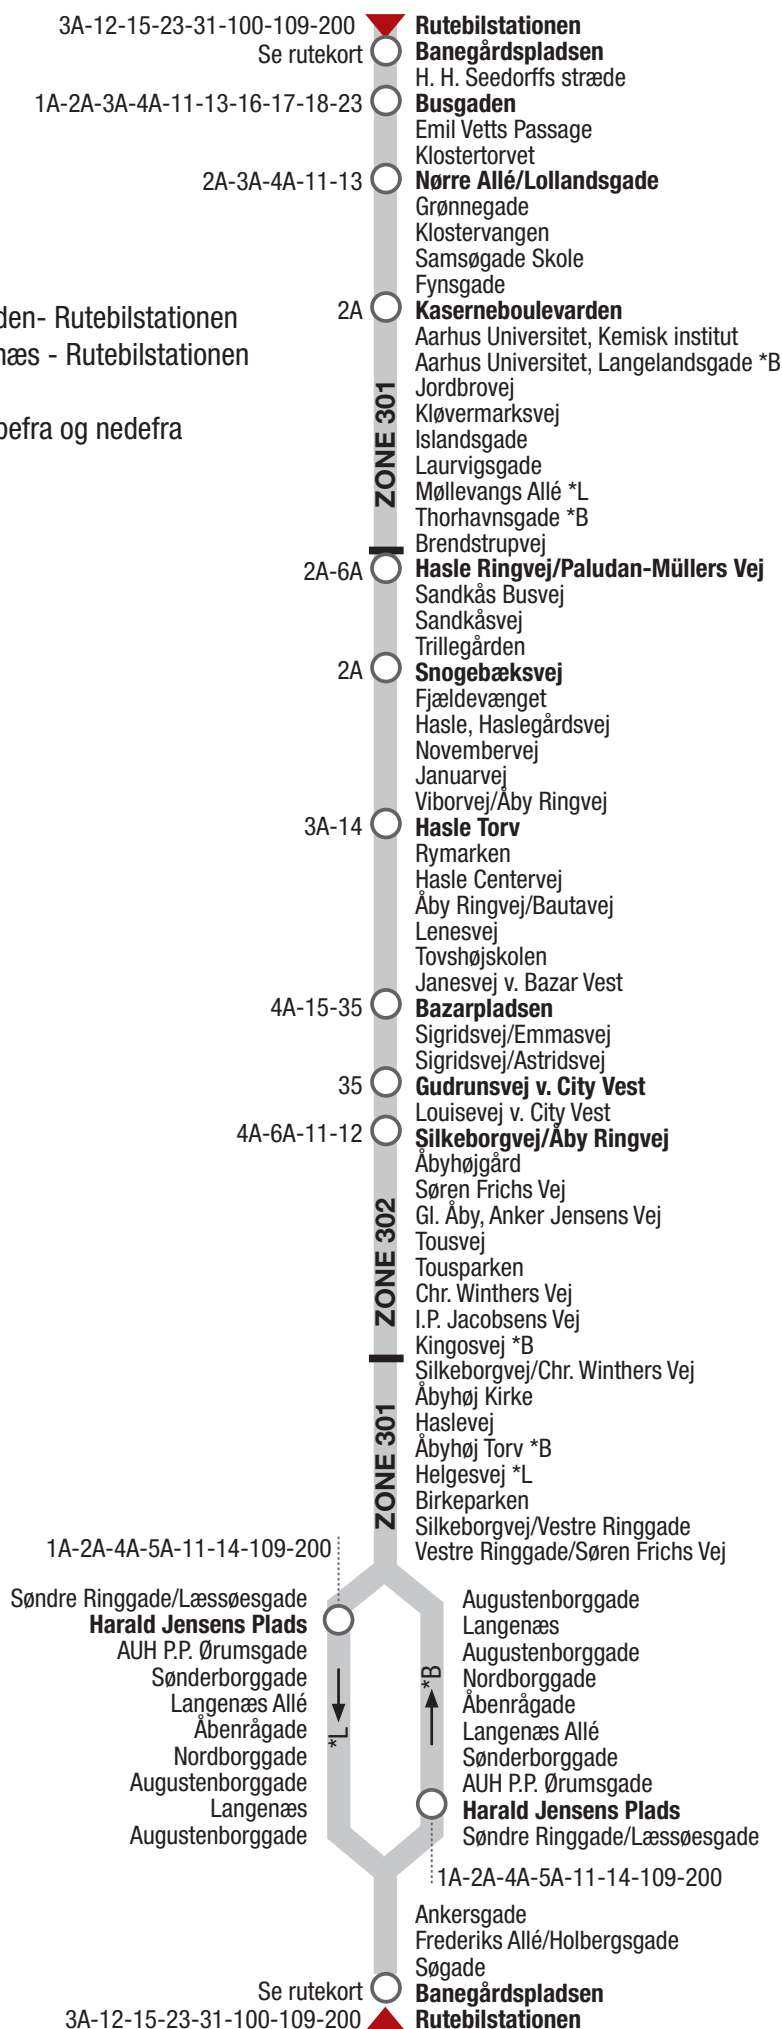 3A-12-15-23-31-100-109-200 Rutebilstationen
Se rutekort Banegårdspladsen
H. H. Seedorffs stræde
1A-2A-3A-4A-11-13-16-17-18-23 Busgaden
Emil Vetts Passage
Klostertorvet
2A-3A-4A-11-13 Nørre Allé/Lollandsgade
Grønnegade
Klostervangen
Samsøgade Skole
Fynsgade
den- Rutebilstationen
2A Kaserneboulevarden
Aarhus Universitet, Kemisk institut
næs - Rutebilstationen
Aarhus Universitet, Langelandsgade *B
Jordbrovej
Kløvermarksvej
efra og nedefra
Islandsgade
ZONE 301
Laurvigsgade
Møllevangs Allé *L
Thorhavnsgade *B
Brendstrupvej
2A-6A Hasle Ringvej/Paludan-Müllers Vej
Sandkås Busvej
Sandkåsvej
Trillegården
2A Snogebæksvej
Fjældevænget
Hasle, Haslegårdsvej
Novembervej
Januarvej
Viborvej/Åby Ringvej
3A-14 Hasle Torv
Rymarken
Hasle Centervej
Åby Ringvej/Bautavej
Lenesvej
Tovshøjskolen
Janesvej v. Bazar Vest
4A-15-35 Bazarpladsen
Sigridsvej/Emmasvej
Sigridsvej/Astridsvej
35 Gudrunsvej v. City Vest
Louisevej v. City Vest
4A-6A-11-12 Silkeborgvej/Åby Ringvej
Åbyhøjgård
Søren Frichs Vej
Gl. Åby, Anker Jensens Vej
Tousvej
ZONE 302
Tousparken
Chr. Winthers Vej
I.P. Jacobsens Vej
Kingosvej *B
Silkeborgvej/Chr. Winthers Vej
Åbyhøj Kirke
Haslevej
Åbyhøj Torv *B
ZONE 301
Helgesvej *L
Birkeparken
Silkeborgvej/Vestre Ringgade
Vestre Ringgade/Søren Frichs Vej
1A-2A-4A-5A-11-14-109-200
Søndre Ringgade/Læssøesgade
Harald Jensens Plads
AUH P.P. Ørumsgade
Sønderborggade
Langenæs Allé
Åbenrågade
Nordborggade
Augustenborggade
Langenæs
Augustenborggade
*L
*B
Augustenborggade
Langenæs
Augustenborggade
Nordborggade
Åbenrågade
Langenæs Allé
Sønderborggade
AUH P.P. Ørumsgade
Harald Jensens Plads
Søndre Ringgade/Læssøesgade
1A-2A-4A-5A-11-14-109-200
Ankersgade
Frederiks Allé/Holbergsgade
Søgade
Se rutekort Banegårdspladsen
3A-12-15-23-31-100-109-200 Rutebilstationen